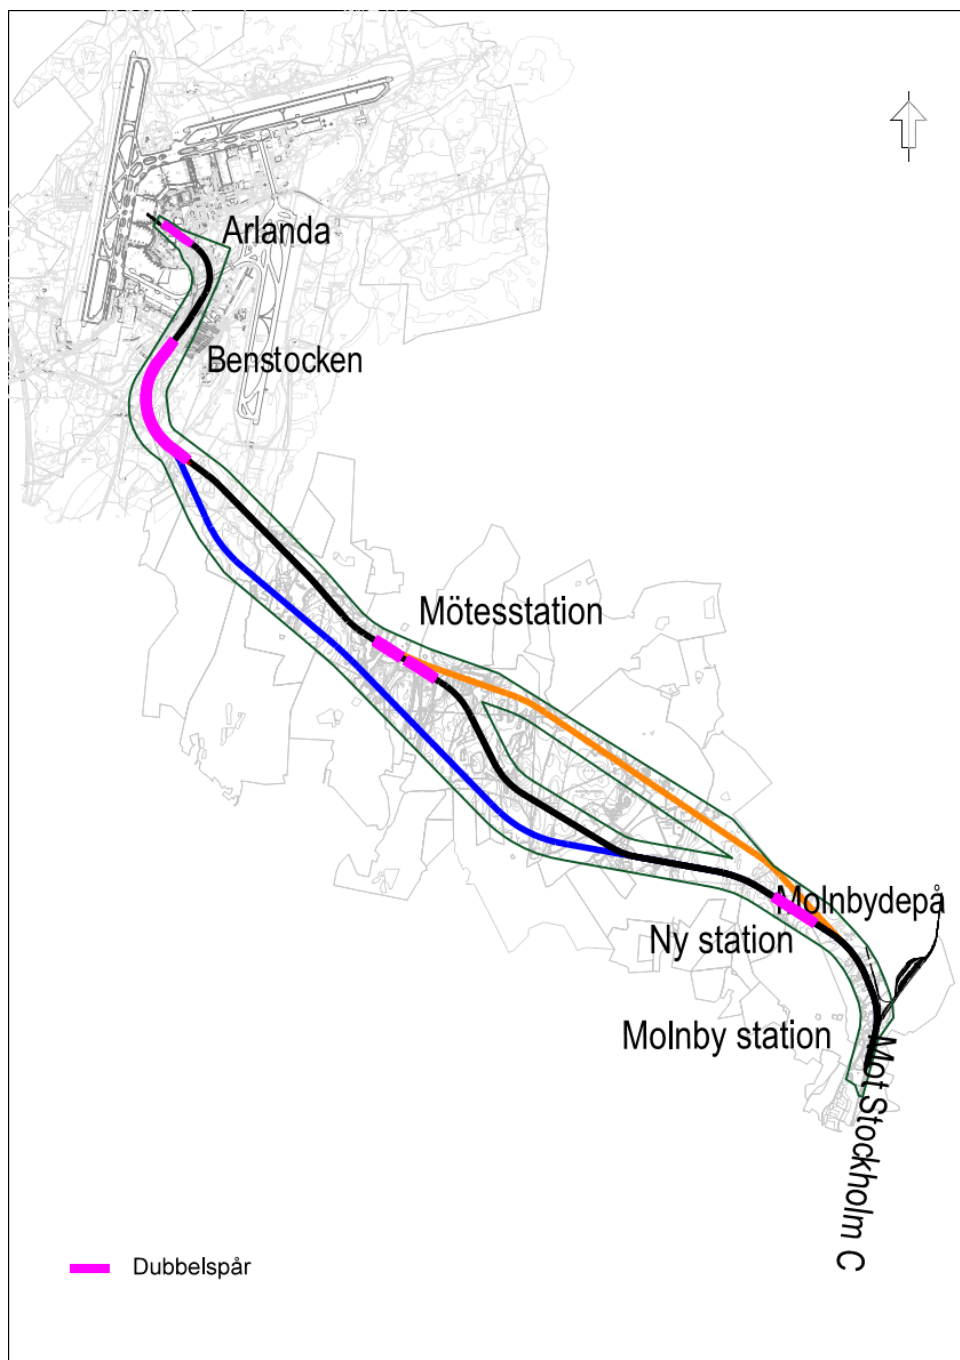 Arlanda
Benstocken
Mötesstation
Molnbydepå
Ny station
Molnby station
Mot Stockholm C
Dubbelspår